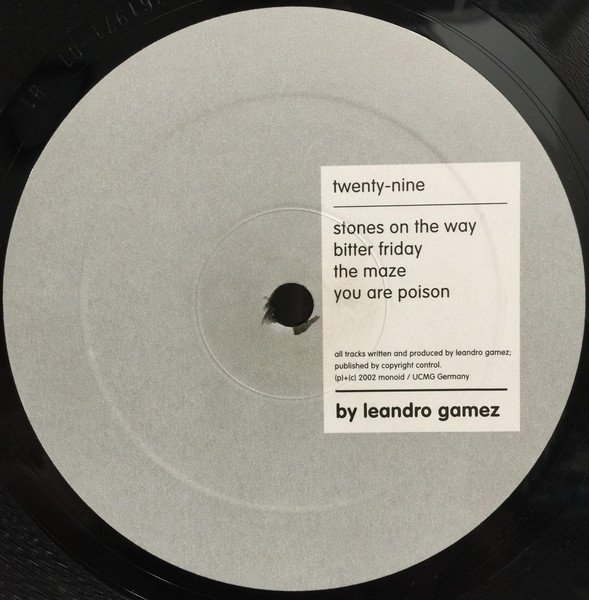 twenty-nine
stones on the way
bitter friday
the maze
you are poison
all tracks written and produced by leandro gamez;
published by copyright control.
(p)+(c) 2002 monoid / UCMG Germany
by leandro gamez